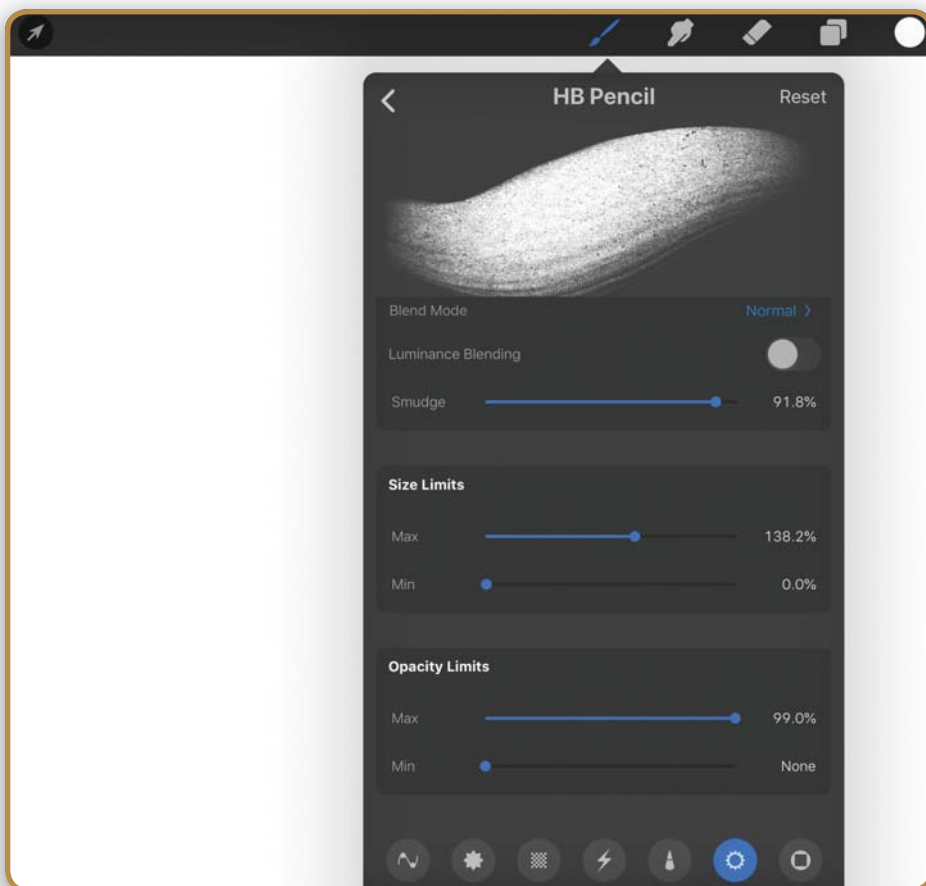 HB Pencil Reset
Blend Mode Normal >
Luminance Blending
Smudge 91.8%
Size Limits
Max 138.2%
Min 0.0%
Opacity Limits
Max 99.0%
Min None